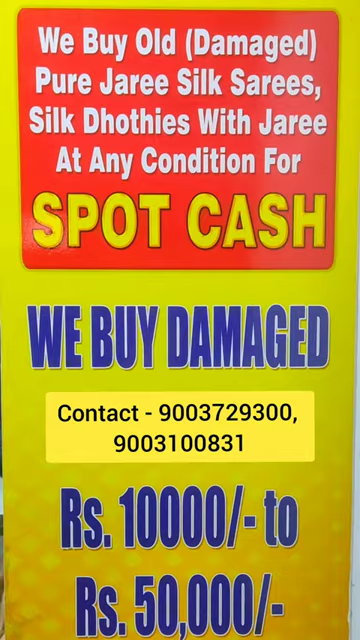 We Buy Old (Damaged)
Pure Jaree Silk Sarees,
Silk Dhothies With Jaree
At Any Condition For
SPOT CASH
WE BUY DAMAGED
Contact - 9003729300,
9003100831
Rs. 10000/- to
Rs. 50,000/-